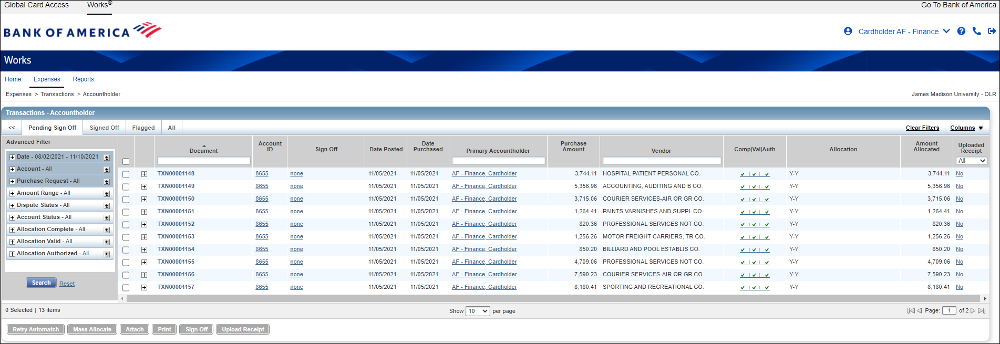 Global Card Access Works® Go To Bank of America
BANK OF AMERICA
Cardholder AF - Finance
Works
Home Expenses Reports
Expenses > Transactions > Accountholder James Madison University - OLR
Transactions - Accountholder
<< Pending Sign Off Signed Off Flagged All Clear Filters Columns
Advanced Filter
Date - 08/02/2021 - 11/10/2021
Account - All
Purchase Request - All
Amount Range - All
Dispute Status - All
Account Status - All
Allocation Complete - All
Allocation Valid - All
Allocation Authorized - All
Search Reset
Document Account ID Sign Off Date Posted Date Purchased Primary Accountholder Purchase Amount Vendor Comp|Val|Auth Allocation Amount Allocated Uploaded Receipt
All
TXN00001148 8655 none 11/05/2021 11/05/2021 AF - Finance, Cardholder 3,744.11 HOSPITAL PATIENT PERSONAL CO. ✔ | ✔ | ✔ Y-Y 3,744.11 No
TXN00001149 8655 none 11/05/2021 11/05/2021 AF - Finance, Cardholder 5,356.96 ACCOUNTING, AUDITING AND B CO. ✔ | ✔ | ✔ Y-Y 5,356.96 No
TXN00001150 8655 none 11/05/2021 11/05/2021 AF - Finance, Cardholder 3,715.06 COURIER SERVICES-AIR OR GR CO. ✔ | ✔ | ✔ Y-Y 3,715.06 No
TXN00001151 8655 none 11/05/2021 11/05/2021 AF - Finance, Cardholder 1,264.41 PAINTS,VARNISHES AND SUPPL CO. ✔ | ✔ | ✔ Y-Y 1,264.41 No
TXN00001152 8655 none 11/05/2021 11/05/2021 AF - Finance, Cardholder 820.36 PROFESSIONAL SERVICES NOT CO. ✔ | ✔ | ✔ Y-Y 820.36 No
TXN00001153 8655 none 11/05/2021 11/05/2021 AF - Finance, Cardholder 1,256.26 MOTOR FREIGHT CARRIERS, TR CO. ✔ | ✔ | ✔ Y-Y 1,256.26 No
TXN00001154 8655 none 11/05/2021 11/05/2021 AF - Finance, Cardholder 850.20 BILLIARD AND POOL ESTABLIS CO. ✔ | ✔ | ✔ Y-Y 850.20 No
TXN00001155 8655 none 11/05/2021 11/05/2021 AF - Finance, Cardholder 4,709.06 PROFESSIONAL SERVICES NOT CO. ✔ | ✔ | ✔ Y-Y 4,709.06 No
TXN00001156 8655 none 11/05/2021 11/05/2021 AF - Finance, Cardholder 7,590.23 COURIER SERVICES-AIR OR GR CO. ✔ | ✔ | ✔ Y-Y 7,590.23 No
TXN00001157 8655 none 11/05/2021 11/05/2021 AF - Finance, Cardholder 8,180.41 SPORTING AND RECREATIONAL CO. ✔ | ✔ | ✔ Y-Y 8,180.41 No
0 Selected | 13 items Show 10 per page Page: 1 of 2
Retry Automatch Mass Allocate Attach Print Sign Off Upload Receipt